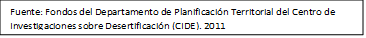 Fuente: Fondos del Departamento de Planificación Territorial del Centro de
Investigaciones sobre Desertificación (CIDE). 2011